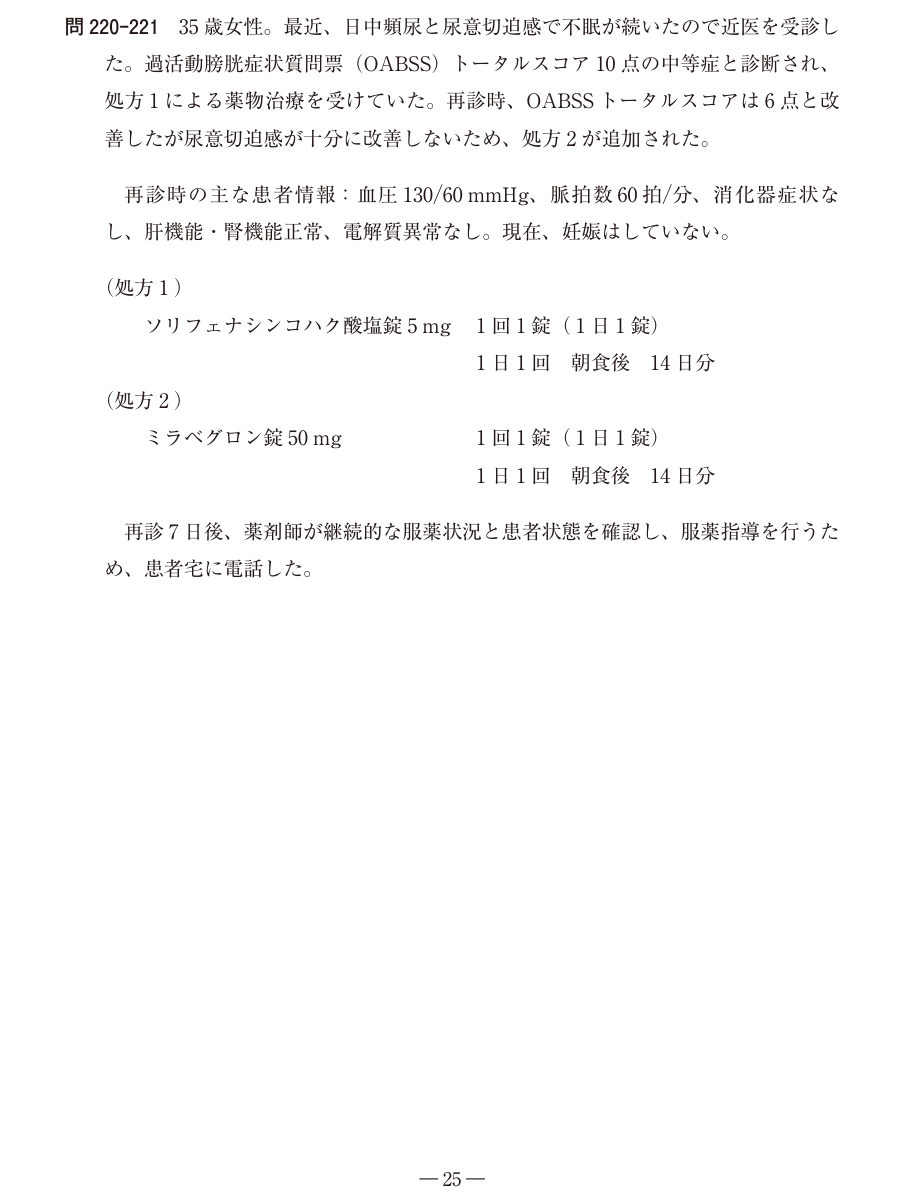 問 220-221　35 歳女性。最近、日中頻尿と尿意切迫感で不眠が続いたので近医を受診し
た。過活動膀胱症状質問票（OABSS）トータルスコア 10 点の中等症と診断され、
処方 1 による薬物治療を受けていた。再診時、OABSS トータルスコアは 6 点と改
善したが尿意切迫感が十分に改善しないため、処方 2 が追加された。
再診時の主な患者情報：血圧 130/60 mmHg、脈拍数 60 拍/分、消化器症状な
し、肝機能・腎機能正常、電解質異常なし。現在、妊娠はしていない。
（処方 1 ）
ソリフェナシンコハク酸塩錠 5 mg　1 回 1 錠（ 1 日 1 錠）
1 日 1 回　朝食後　14 日分
（処方 2 ）
ミラベグロン錠 50 mg　1 回 1 錠（ 1 日 1 錠）
1 日 1 回　朝食後　14 日分
再診 7 日後、薬剤師が継続的な服薬状況と患者状態を確認し、服薬指導を行うた
め、患者宅に電話した。
― 25 ―